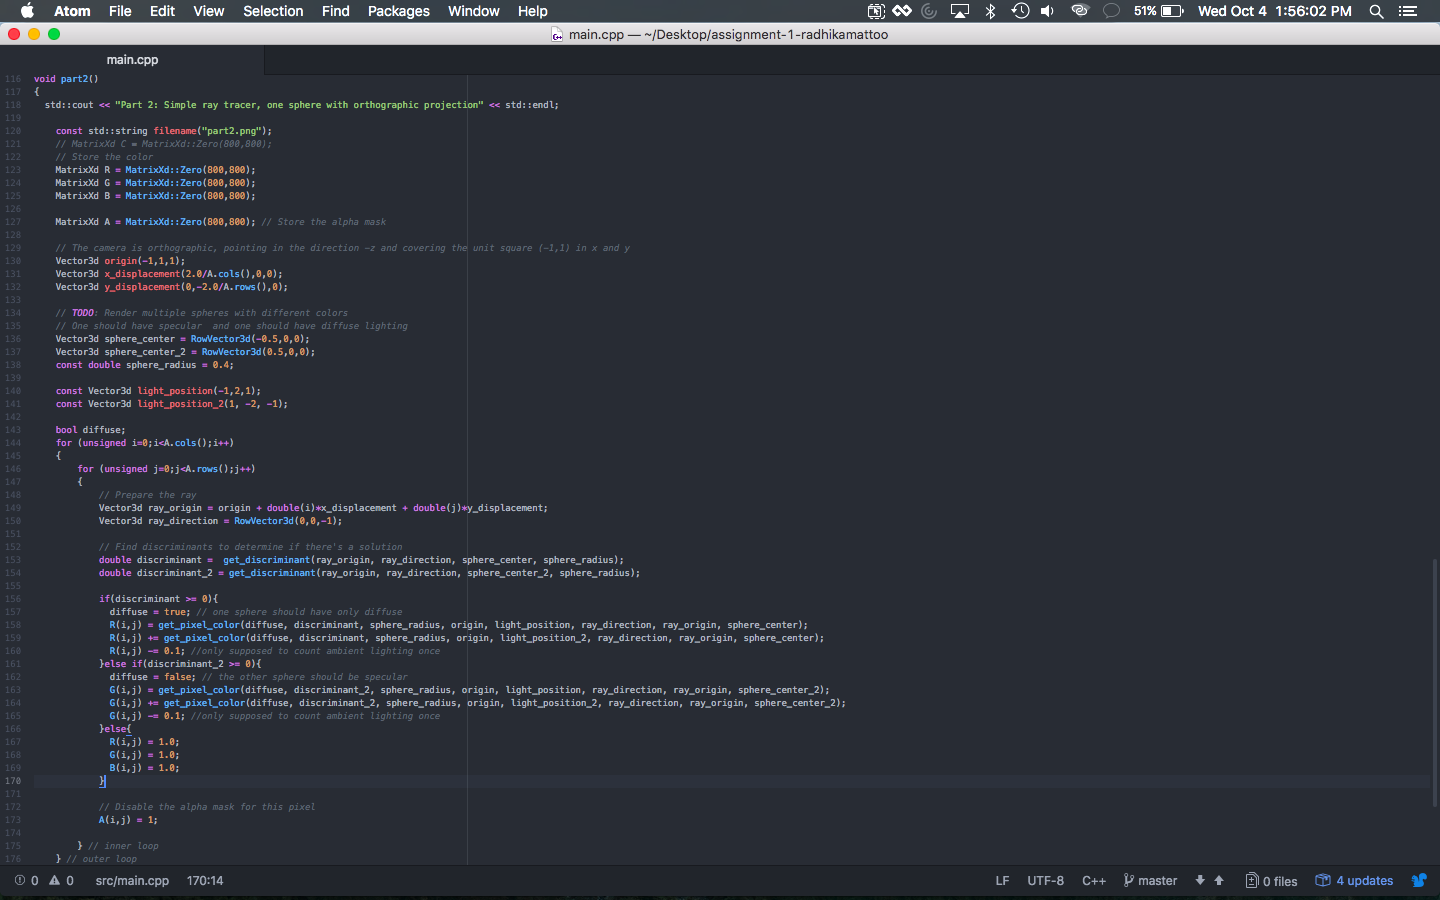 Atom File Edit View Selection Find Packages Window Help 51% Wed Oct 4 1:56:02 PM
main.cpp — ~/Desktop/assignment-1-radhikamattoo
main.cpp
116 void part2()
117 {
118 std::cout << "Part 2: Simple ray tracer, one sphere with orthographic projection" << std::endl;
119
120 const std::string filename("part2.png");
121 // MatrixXd C = MatrixXd::Zero(800,800);
122 // Store the color
123 MatrixXd R = MatrixXd::Zero(800,800);
124 MatrixXd G = MatrixXd::Zero(800,800);
125 MatrixXd B = MatrixXd::Zero(800,800);
126
127 MatrixXd A = MatrixXd::Zero(800,800); // Store the alpha mask
128
129 // The camera is orthographic, pointing in the direction -z and covering the unit square (-1,1) in x and y
130 Vector3d origin(-1,1,1);
131 Vector3d x_displacement(2.0/A.cols(),0,0);
132 Vector3d y_displacement(0,-2.0/A.rows(),0);
133
134 // TODO: Render multiple spheres with different colors
135 // One should have specular  and one should have diffuse lighting
136 Vector3d sphere_center = RowVector3d(-0.5,0,0);
137 Vector3d sphere_center_2 = RowVector3d(0.5,0,0);
138 const double sphere_radius = 0.4;
139
140 const Vector3d light_position(-1,2,1);
141 const Vector3d light_position_2(1, -2, -1);
142
143 bool diffuse;
144 for (unsigned i=0;i<A.cols();i++)
145 {
146 for (unsigned j=0;j<A.rows();j++)
147 {
148 // Prepare the ray
149 Vector3d ray_origin = origin + double(i)*x_displacement + double(j)*y_displacement;
150 Vector3d ray_direction = RowVector3d(0,0,-1);
151
152 // Find discriminants to determine if there's a solution
153 double discriminant =  get_discriminant(ray_origin, ray_direction, sphere_center, sphere_radius);
154 double discriminant_2 = get_discriminant(ray_origin, ray_direction, sphere_center_2, sphere_radius);
155
156 if(discriminant >= 0){
157 diffuse = true; // one sphere should have only diffuse
158 R(i,j) = get_pixel_color(diffuse, discriminant, sphere_radius, origin, light_position, ray_direction, ray_origin, sphere_center);
159 R(i,j) += get_pixel_color(diffuse, discriminant, sphere_radius, origin, light_position_2, ray_direction, ray_origin, sphere_center);
160 R(i,j) -= 0.1; //only supposed to count ambient lighting once
161 }else if(discriminant_2 >= 0){
162 diffuse = false; // the other sphere should be specular
163 G(i,j) = get_pixel_color(diffuse, discriminant_2, sphere_radius, origin, light_position, ray_direction, ray_origin, sphere_center_2);
164 G(i,j) += get_pixel_color(diffuse, discriminant_2, sphere_radius, origin, light_position_2, ray_direction, ray_origin, sphere_center_2);
165 G(i,j) -= 0.1; //only supposed to count ambient lighting once
166 }else{
167 R(i,j) = 1.0;
168 G(i,j) = 1.0;
169 B(i,j) = 1.0;
170 }
171
172 // Disable the alpha mask for this pixel
173 A(i,j) = 1;
174
175 } // inner loop
176 } // outer loop
0 0 src/main.cpp 170:14 LF UTF-8 C++ master 0 files 4 updates